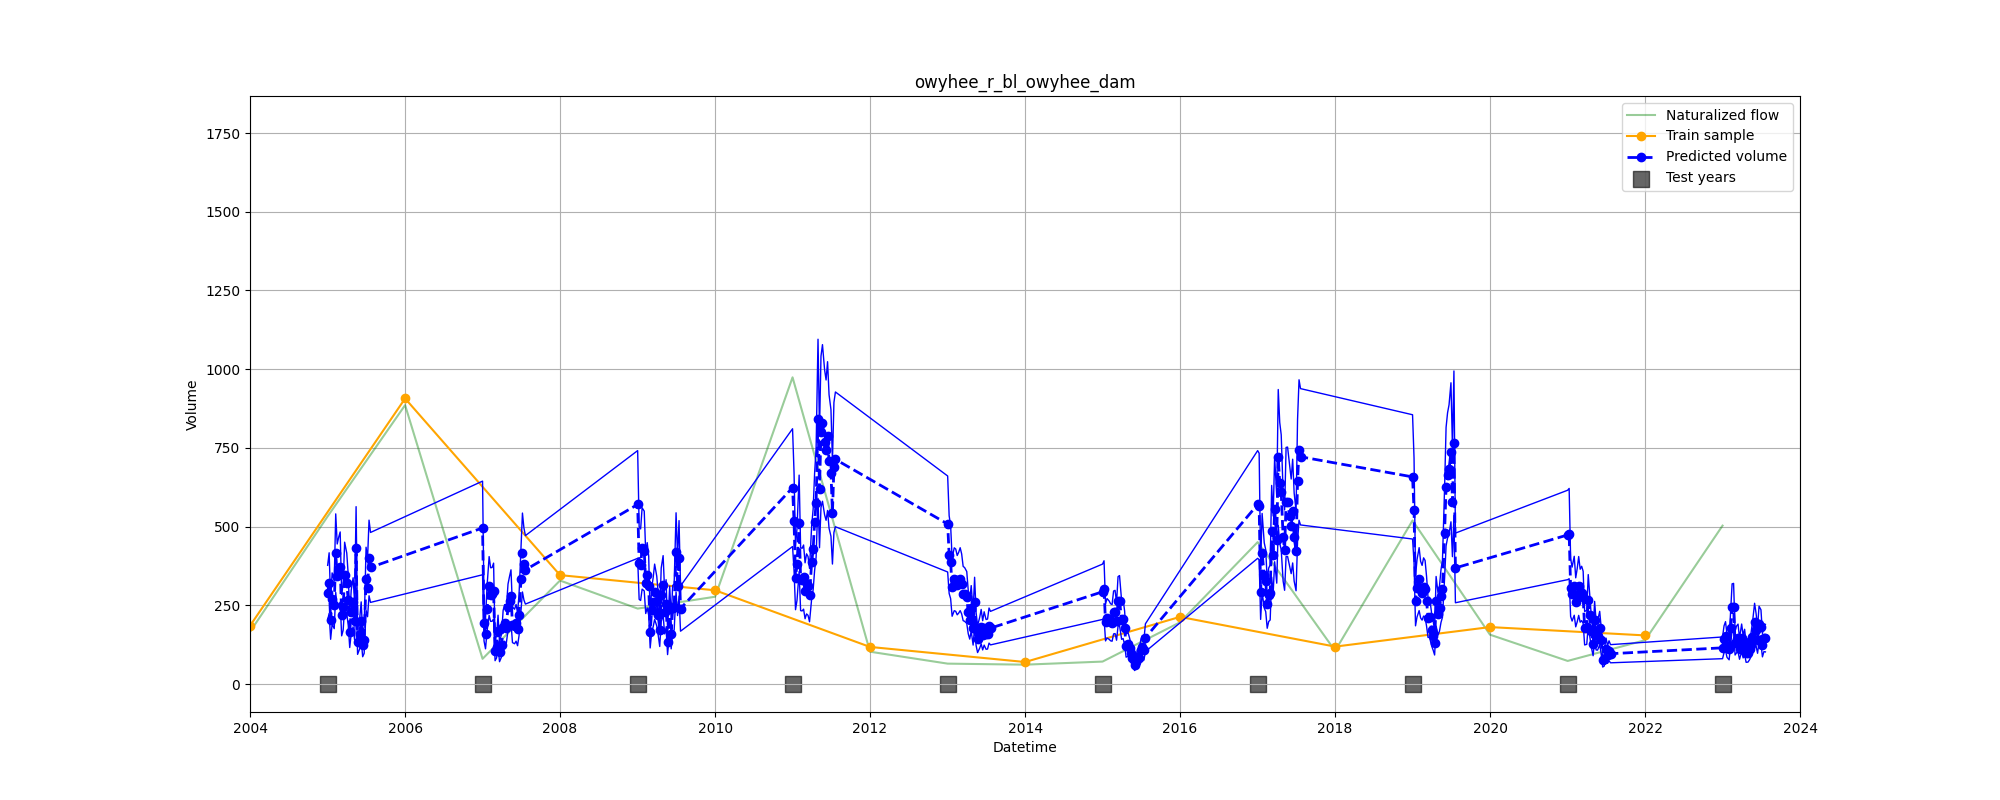 owyhee_r_bl_owyhee_dam
Naturalized flow
Train sample
Predicted volume
Test years
Volume
1750
1500
1250
1000
750
500
250
0
2004
2006
2008
2010
2012
2014
2016
2018
2020
2022
2024
Datetime